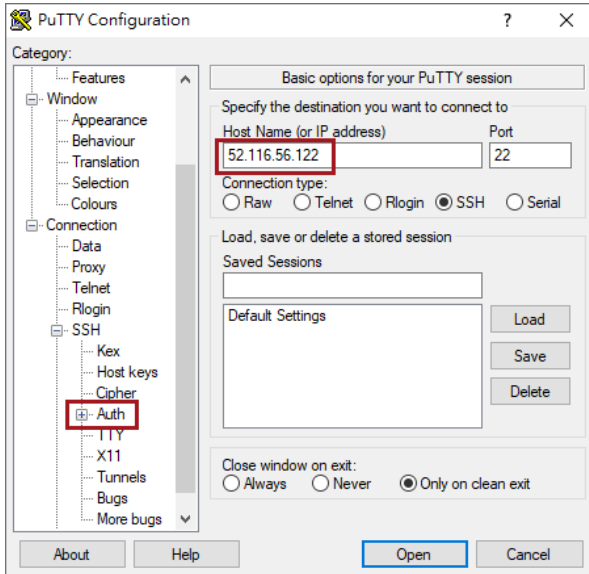 PuTTY Configuration
?
Category:
Features
Window
Appearance
Behaviour
Translation
Selection
Colours
Connection
Data
Proxy
Telnet
Rlogin
SSH
Kex
Host keys
Cipher
Auth
TTY
X11
Tunnels
Bugs
More bugs
Basic options for your PuTTY session
Specify the destination you want to connect to
Host Name (or IP address) Port
52.116.56.122 22
Connection type:
Raw Telnet Rlogin SSH Serial
Load, save or delete a stored session
Saved Sessions
Default Settings
Load
Save
Delete
Close window on exit:
Always Never Only on clean exit
About Help Open Cancel